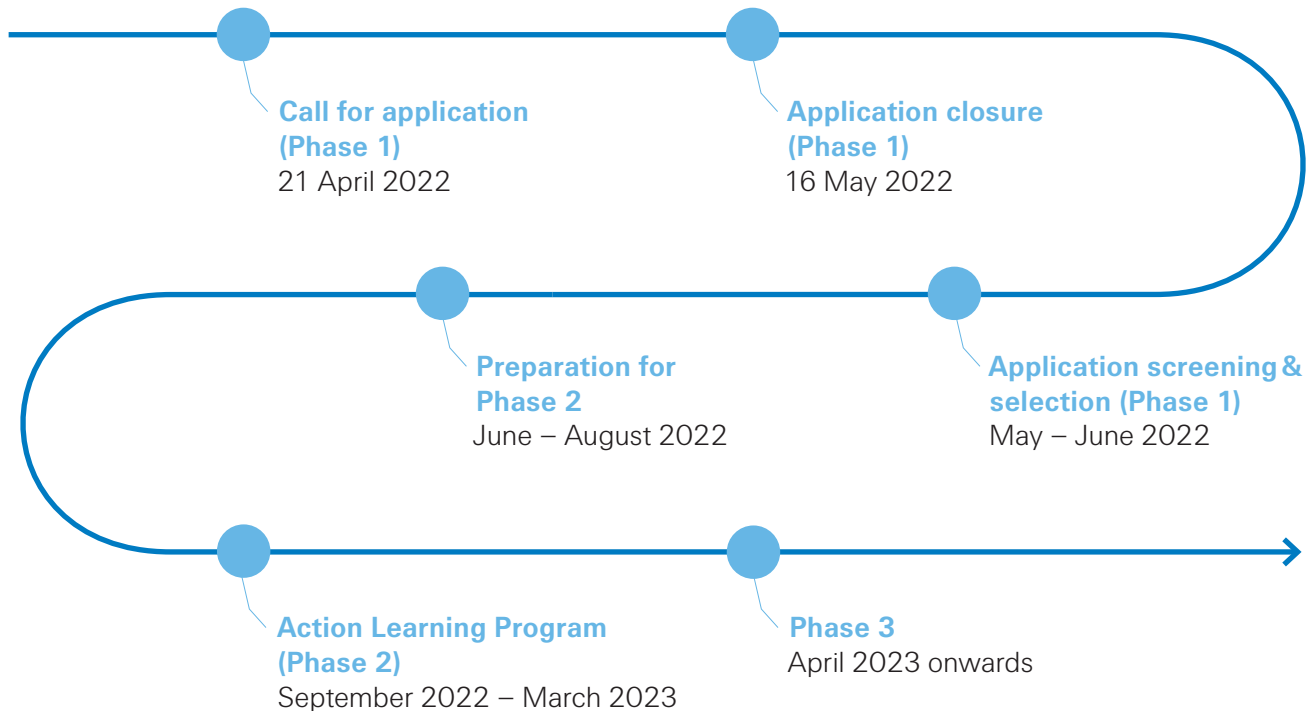 Call for application
(Phase 1)
21 April 2022
Application closure
(Phase 1)
16 May 2022
Application screening &
selection (Phase 1)
May – June 2022
Preparation for
Phase 2
June – August 2022
Action Learning Program
(Phase 2)
September 2022 – March 2023
Phase 3
April 2023 onwards